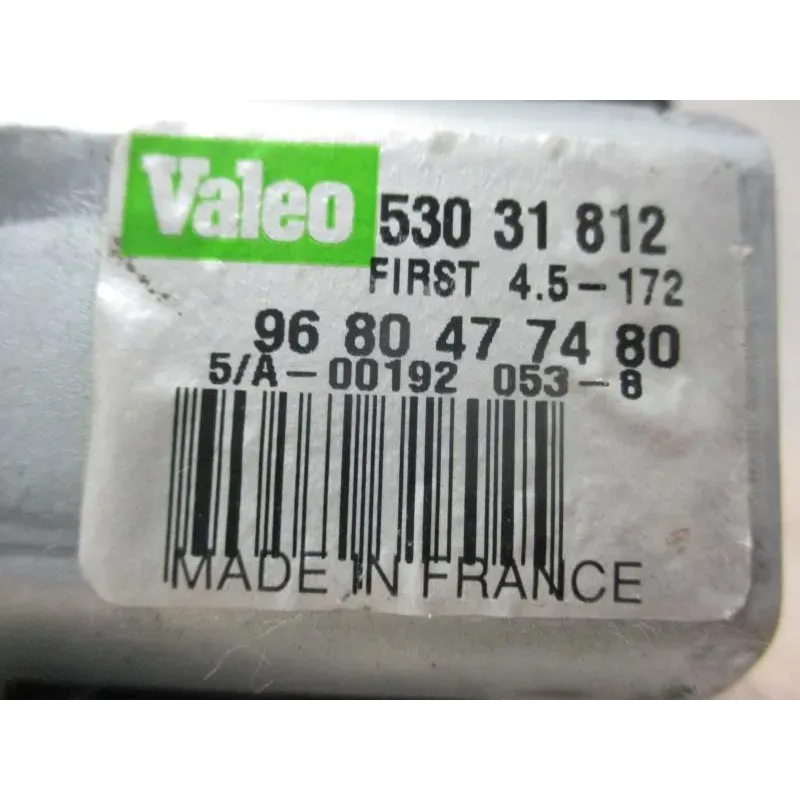 Valeo 530 31 812
FIRST 4.5-172
96 80 47 74 80
5/A-00192 053-8
MADE IN FRANCE